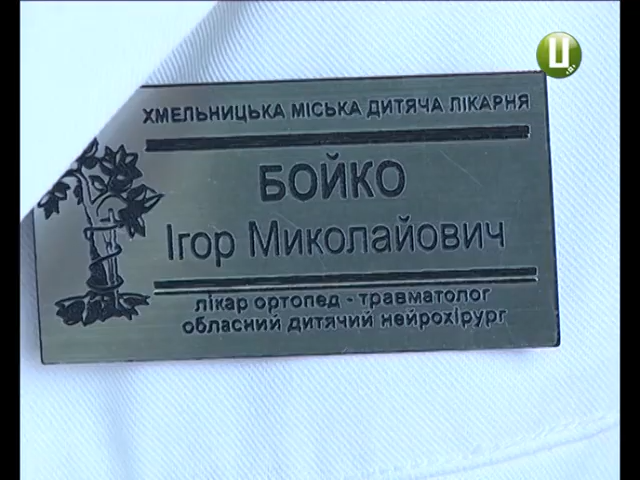 Ц
ХМЕЛЬНИЦЬКА МІСЬКА ДИТЯЧА ЛІКАРНЯ
БОЙКО
Ігор Миколайович
лікар ортопед - травматолог
обласний дитячий нейрохірург